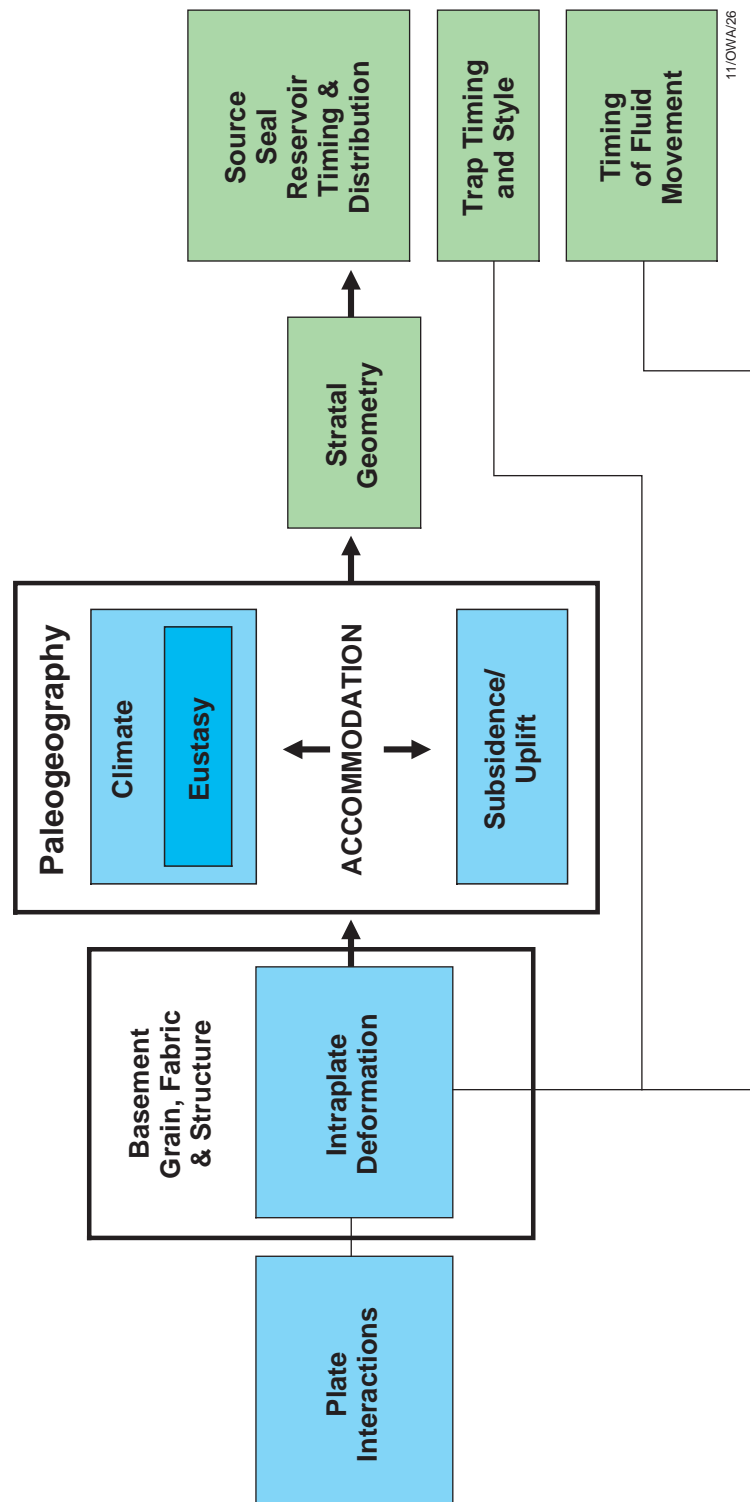 Plate
Interactions
Basement
Grain, Fabric
& Structure
Intraplate
Deformation
Paleogeography
Climate
Eustasy
ACCOMMODATION
Subsidence/
Uplift
Stratal
Geometry
Source
Seal
Reservoir
Timing &
Distribution
Trap Timing
and Style
Timing
of Fluid
Movement
11/OWA/26